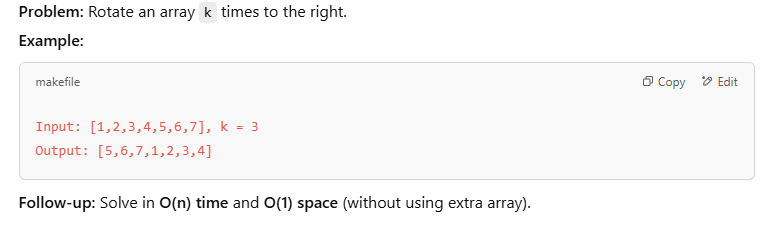 Problem: Rotate an array k times to the right.
Example:
makefile Copy Edit
Input: [1,2,3,4,5,6,7], k = 3
Output: [5,6,7,1,2,3,4]
Follow-up: Solve in O(n) time and O(1) space (without using extra array).